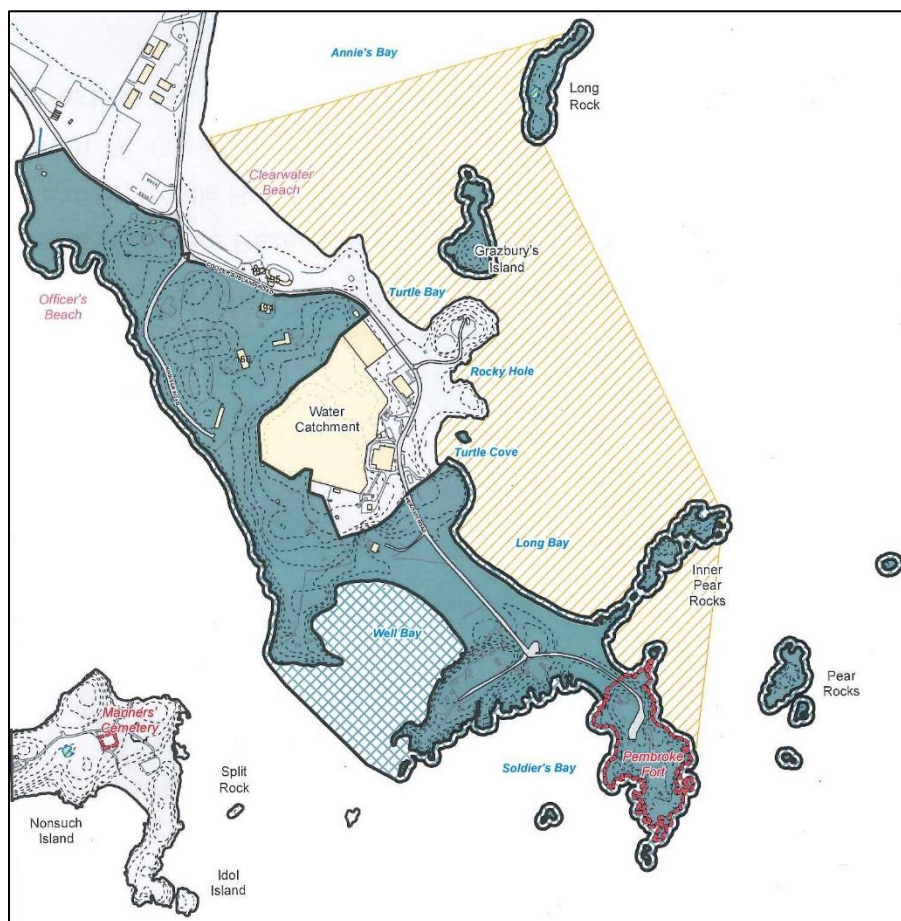 Annie's Bay
Long
Rock
Clearwater
Beach
Grazbury's
Island
Officer's
Beach
Turtle Bay
Rocky Hole
Water
Catchment
Turtle Cove
Long Bay
Inner
Pear
Rocks
Well Bay
Pear
Rocks
Mariners'
Cemetery
Soldier's Bay
Pembroke
Fort
Split
Rock
Nonsuch
Island
Idol
Island